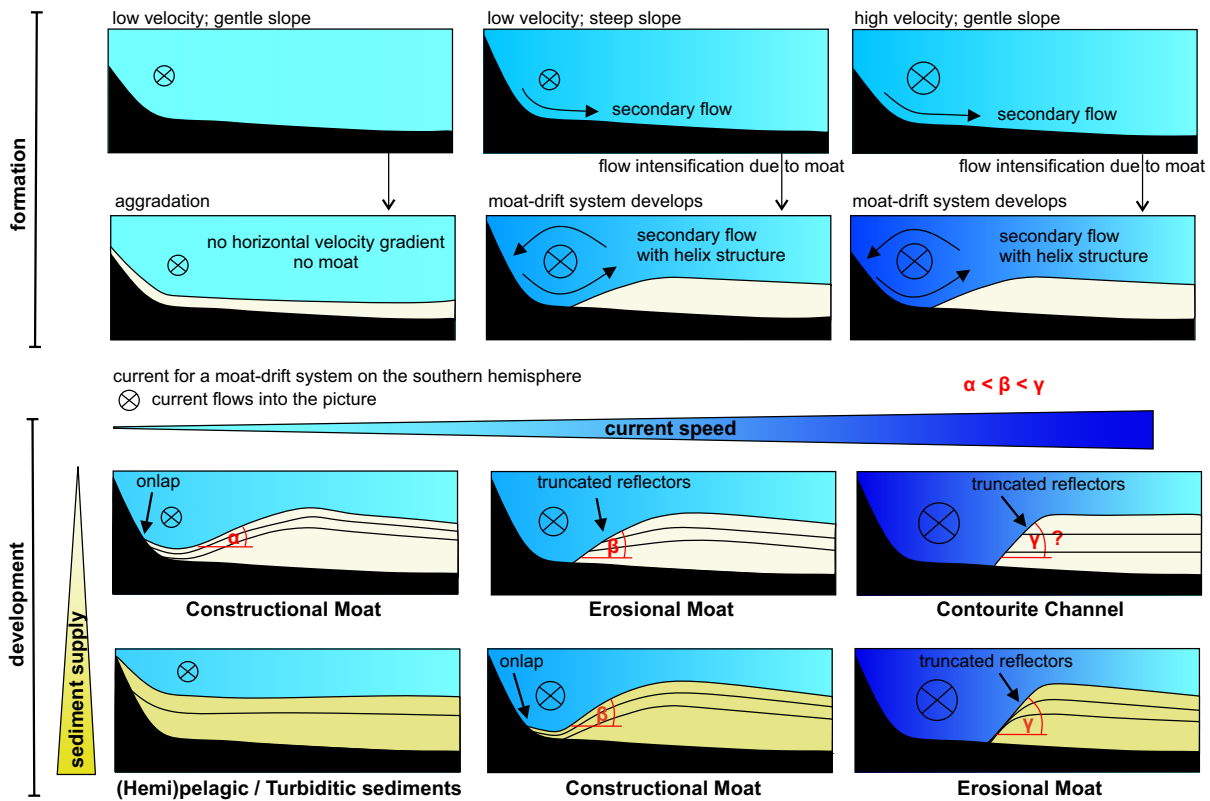 low velocity; gentle slope
low velocity; steep slope
high velocity; gentle slope
secondary flow
secondary flow
flow intensification due to moat
flow intensification due to moat
formation
aggradation
moat-drift system develops
moat-drift system develops
no horizontal velocity gradient
no moat
secondary flow
with helix structure
secondary flow
with helix structure
current for a moat-drift system on the southern hemisphere
current flows into the picture
α < β < γ
current speed
development
sediment supply
onlap
α
Constructional Moat
truncated reflectors
β
Erosional Moat
truncated reflectors
γ ?
Contourite Channel
(Hemi)pelagic / Turbiditic sediments
onlap
β
Constructional Moat
truncated reflectors
γ
Erosional Moat